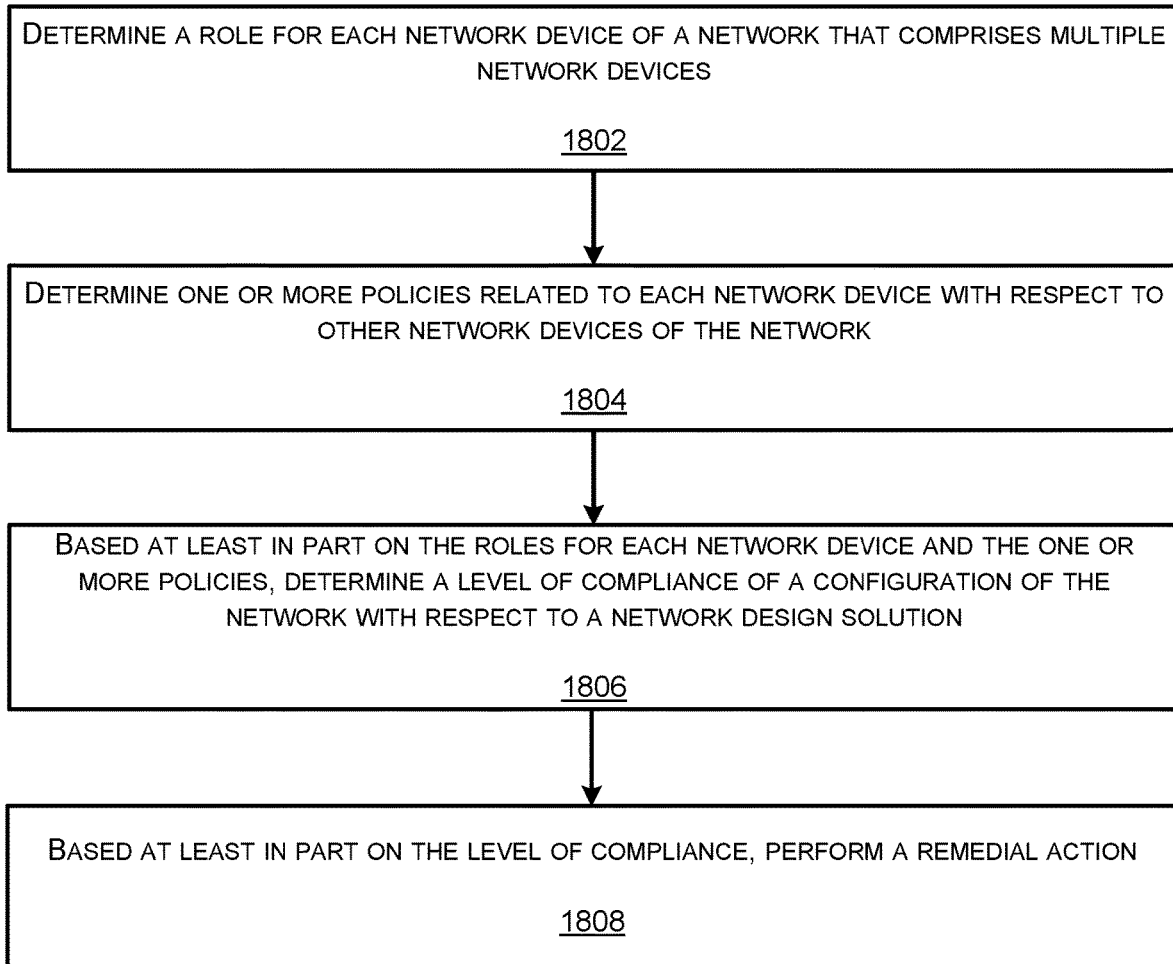 DETERMINE A ROLE FOR EACH NETWORK DEVICE OF A NETWORK THAT COMPRISES MULTIPLE
NETWORK DEVICES
1802
DETERMINE ONE OR MORE POLICIES RELATED TO EACH NETWORK DEVICE WITH RESPECT TO
OTHER NETWORK DEVICES OF THE NETWORK
1804
BASED AT LEAST IN PART ON THE ROLES FOR EACH NETWORK DEVICE AND THE ONE OR
MORE POLICIES, DETERMINE A LEVEL OF COMPLIANCE OF A CONFIGURATION OF THE
NETWORK WITH RESPECT TO A NETWORK DESIGN SOLUTION
1806
BASED AT LEAST IN PART ON THE LEVEL OF COMPLIANCE, PERFORM A REMEDIAL ACTION
1808